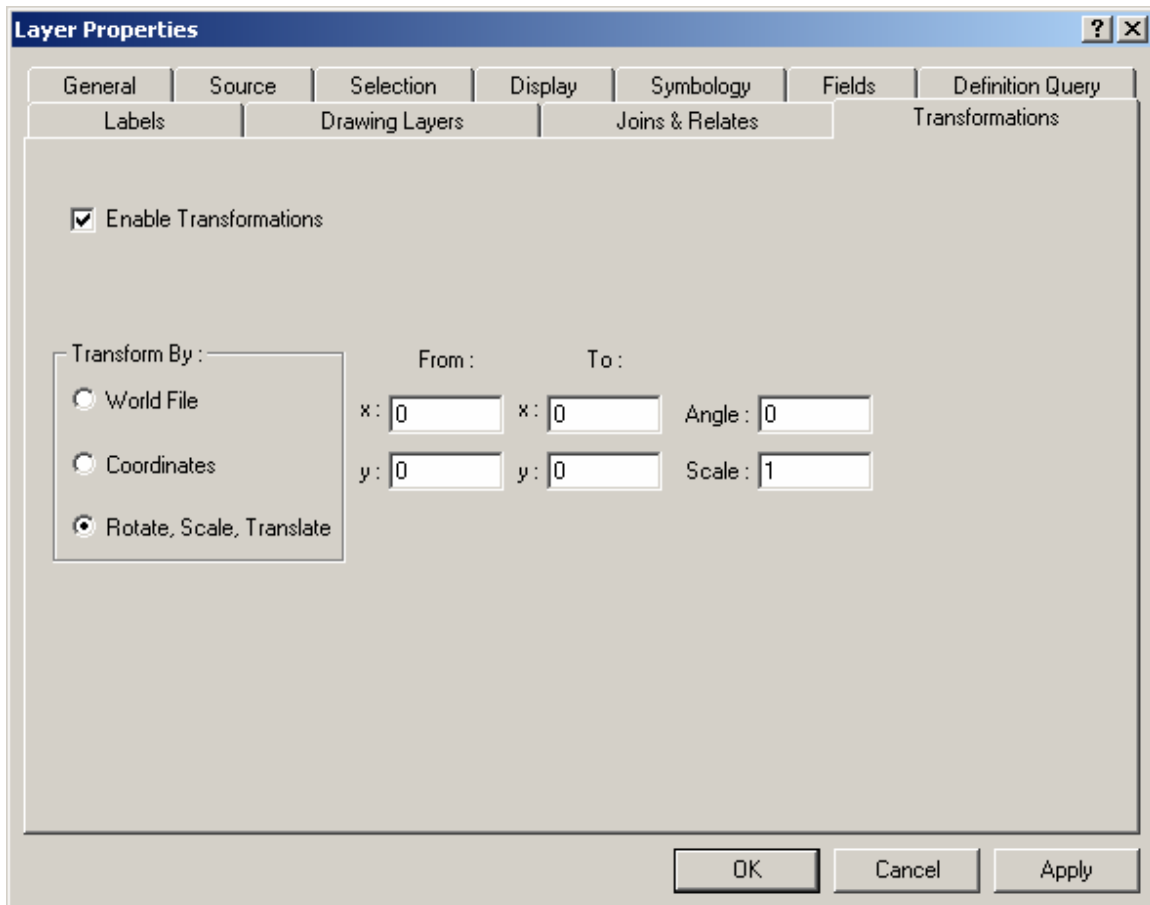 Layer Properties
General Source Selection Display Symbology Fields Definition Query
Labels Drawing Layers Joins & Relates Transformations
Enable Transformations
Transform By :
World File
Coordinates
Rotate, Scale, Translate
From : To :
x : 0 x : 0 Angle : 0
y : 0 y : 0 Scale : 1
OK Cancel Apply